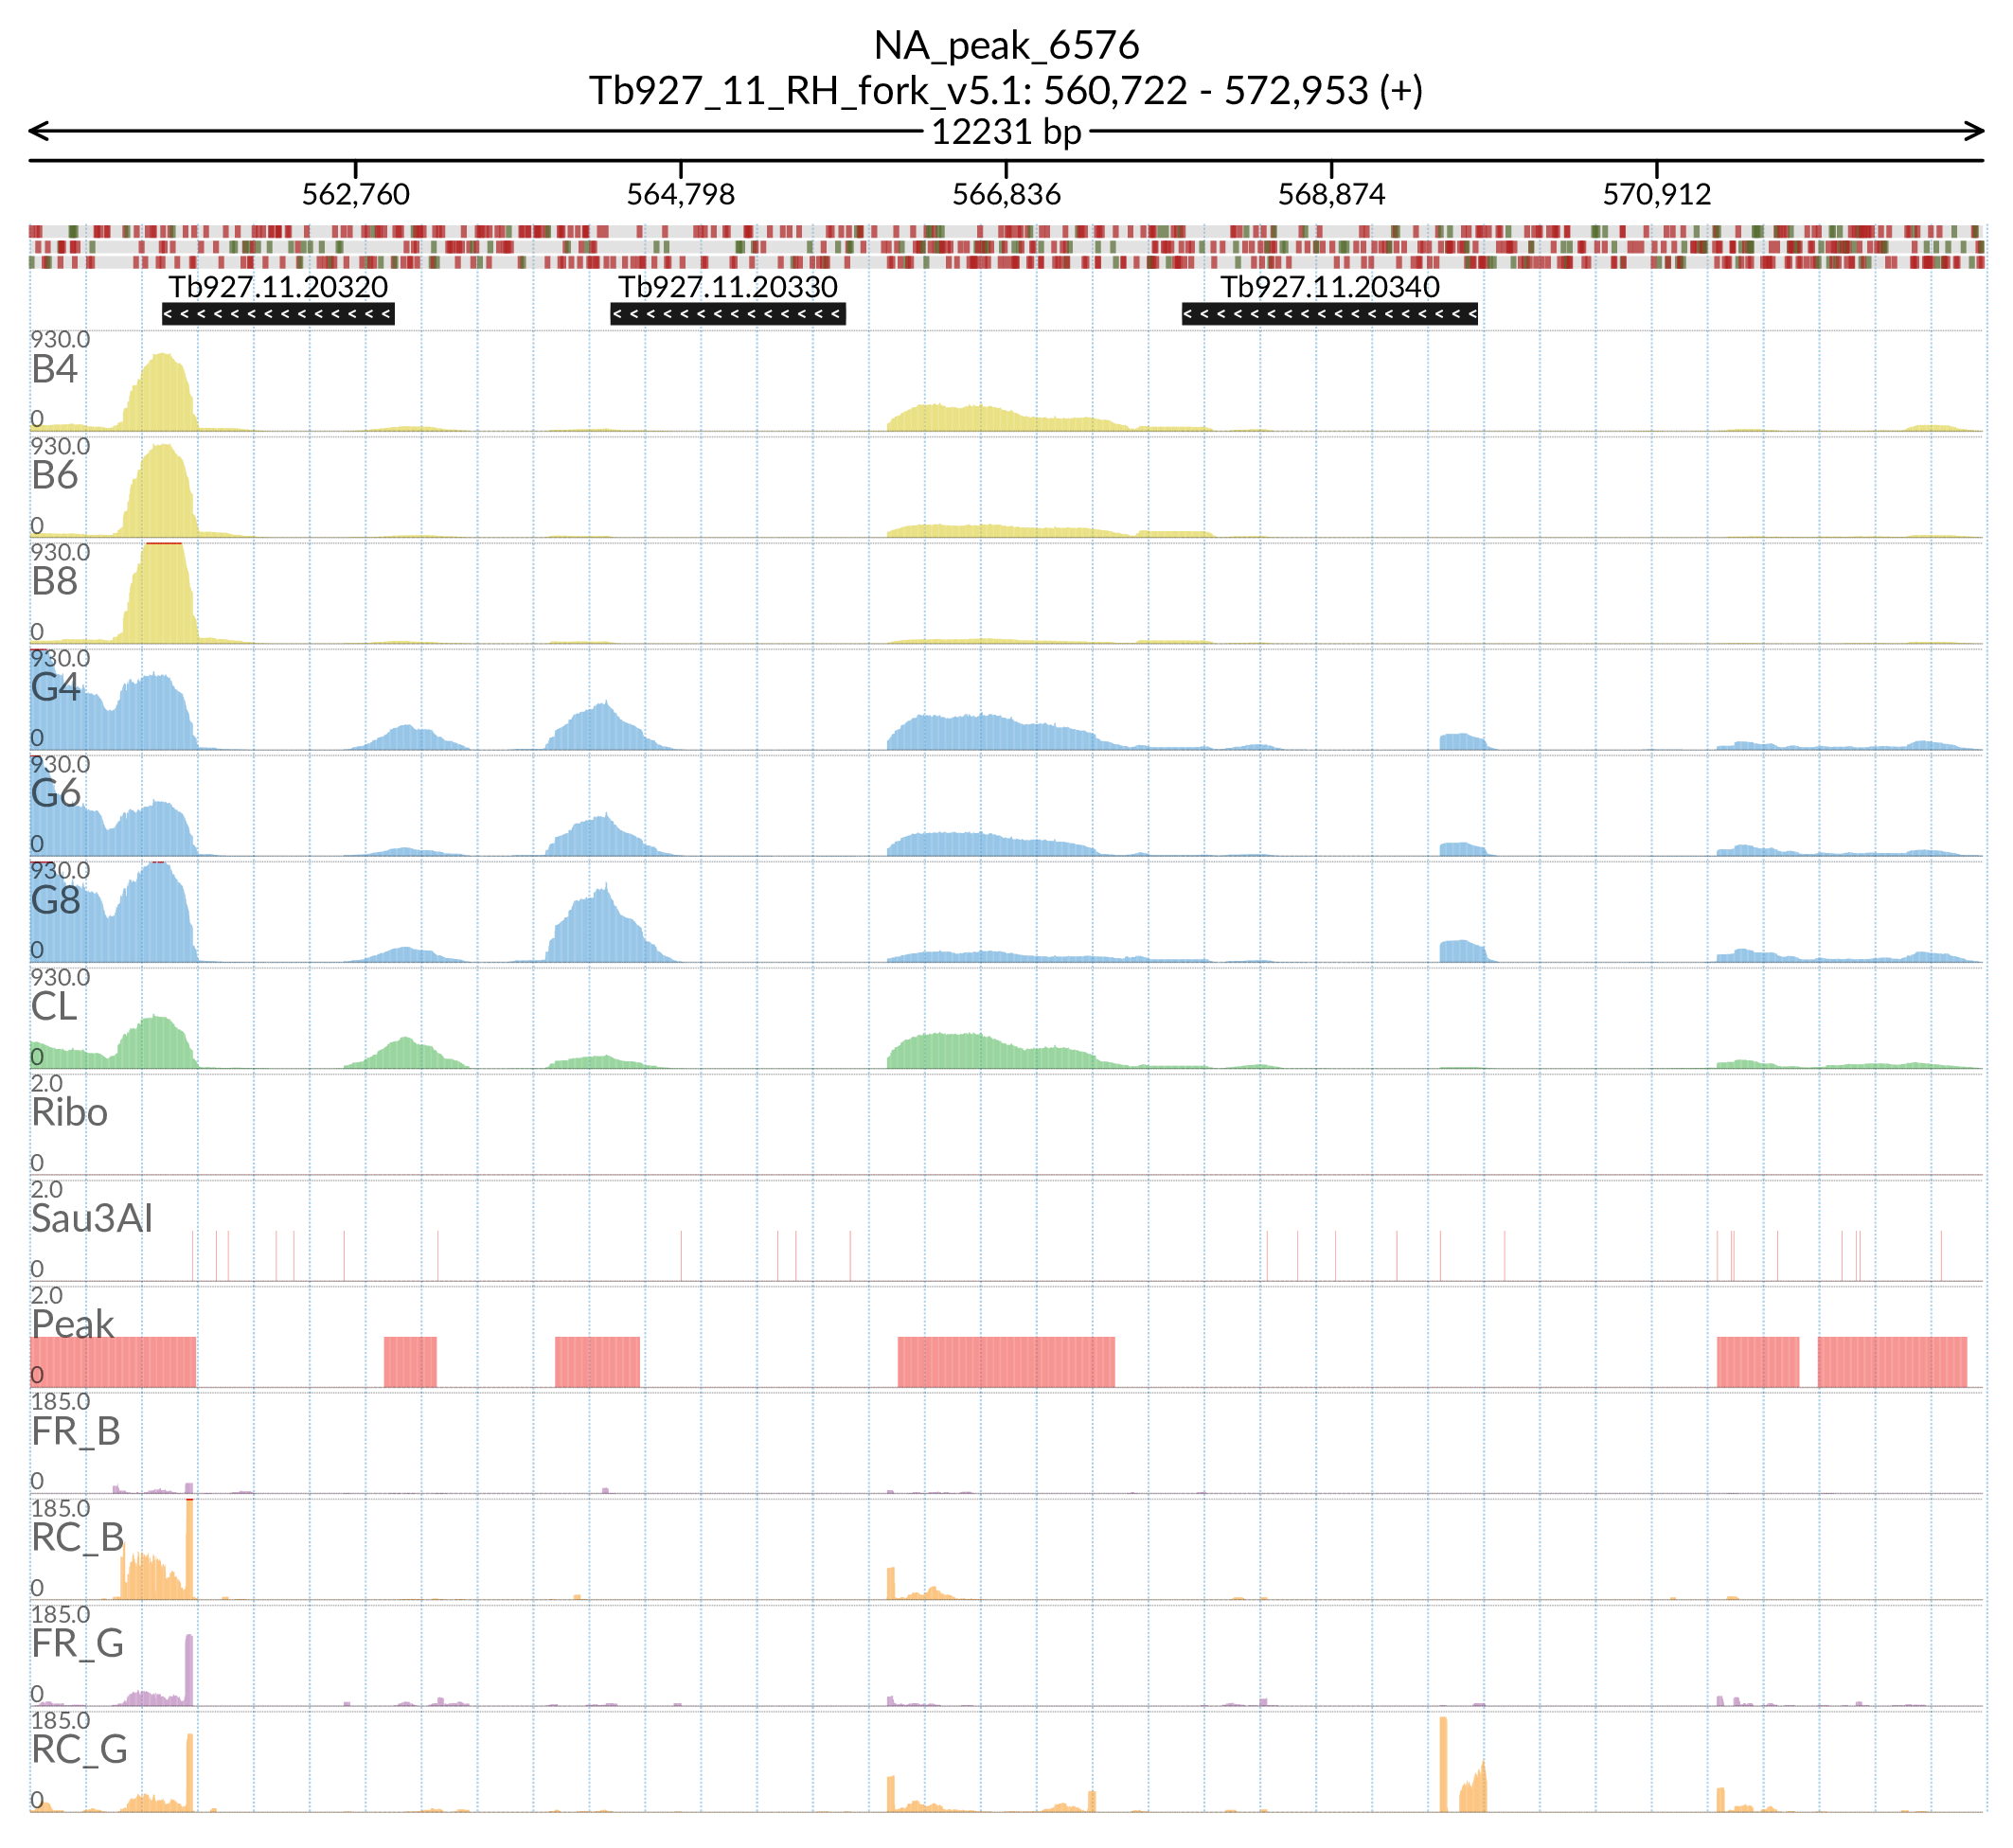 NA_peak_6576
Tb927_11_RH_fork_v5.1: 560,722 - 572,953 (+)
12231 bp
562,760 564,798 566,836 568,874 570,912
Tb927.11.20320 Tb927.11.20330 Tb927.11.20340
930.0
B4
0
930.0
B6
0
930.0
B8
0
930.0
G4
0
930.0
G6
0
930.0
G8
0
930.0
CL
0
2.0
Ribo
0
2.0
Sau3AI
0
2.0
Peak
0
185.0
FR_B
0
185.0
RC_B
0
185.0
FR_G
0
185.0
RC_G
0